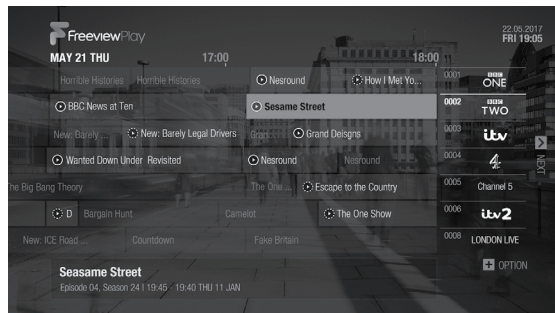 FreeviewPlay
22.05.2017
FRI 19:05
MAY 21 THU 17:00 18:00
Horrible Histories Horrible Histories Nesround How I Met Yo... 0001 BBC ONE
BBC News at Ten Sesame Street 0002 BBC TWO
New: Barely ... New: Barely Legal Drivers Gran... Grand Deisgns 0003 itv
Wanted Down Under Revisited Nesround Nesround 0004 4
The Big Bang Theory The One ... Escape to the Country 0005 Channel 5
D Bargain Hunt Camelot The One Show 0006 itv2
New: ICE Road ... Countdown Fake Britain 0008 LONDON LIVE
NEXT
OPTION
Seasame Street
Episode 04, Season 24 I 19:45 - 19:40 THU 11 JAN